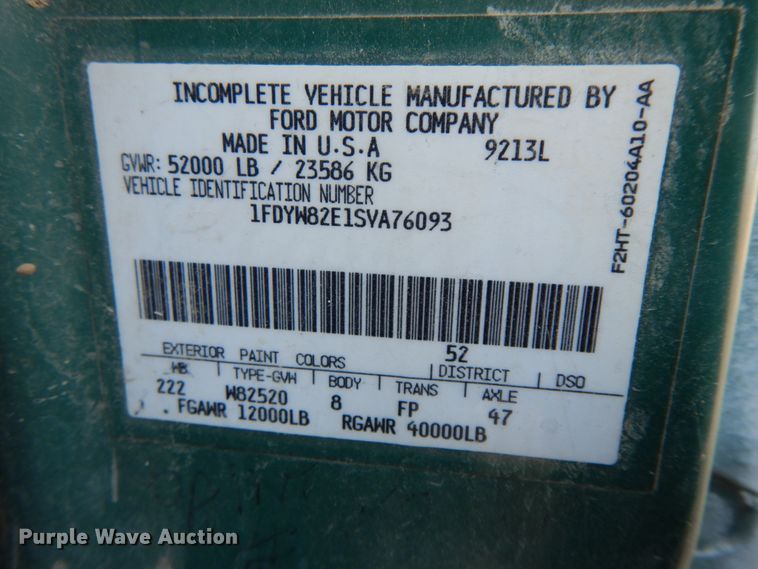 INCOMPLETE VEHICLE MANUFACTURED BY
FORD MOTOR COMPANY
MADE IN U.S.A 9213L
GVWR: 52000 LB / 23586 KG
VEHICLE IDENTIFICATION NUMBER
1FDYW82E1SVA76093
F2HT-60204A10-AA
52
EXTERIOR PAINT COLORS DISTRICT DSO
WB TYPE-GVW BODY TRANS AXLE
222 W82520 8 FP 47
FGAWR 12000LB RGAWR 40000LB
Purple Wave Auction